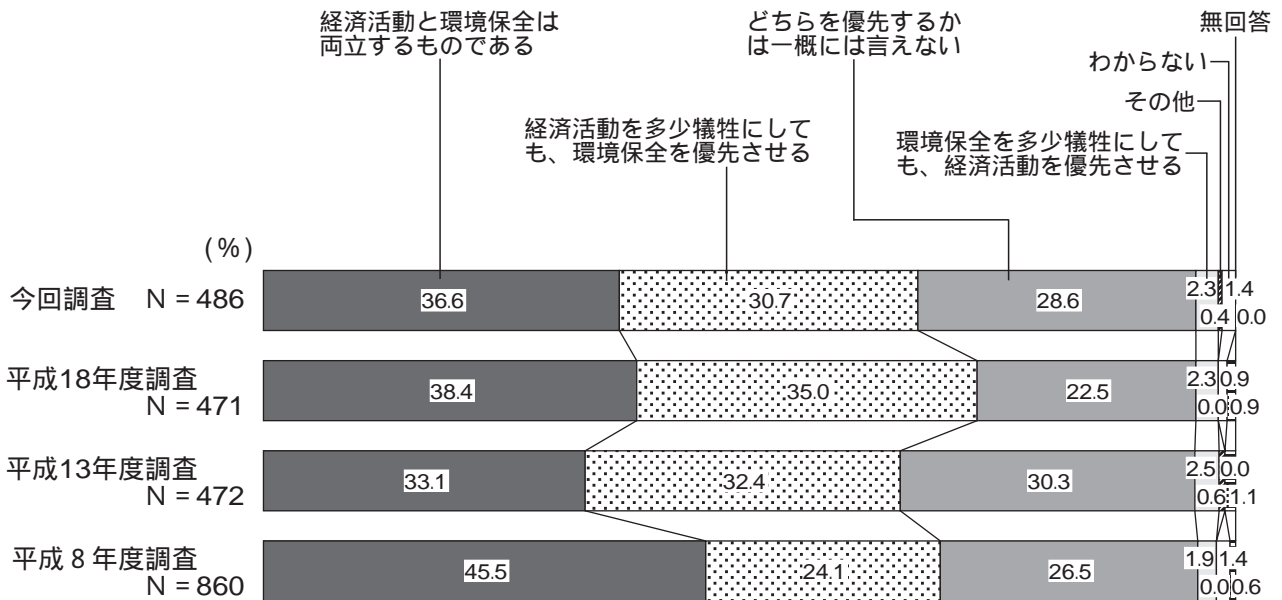 経済活動と環境保全は
両立するものである
どちらを優先するか
は一概には言えない
無回答
わからない
その他
経済活動を多少犠牲にして
も、環境保全を優先させる
環境保全を多少犠牲にして
も、経済活動を優先させる
(%)
今回調査 N = 486
36.6
30.7
28.6
2.3
1.4
0.4
0.0
平成18年度調査
N = 471
38.4
35.0
22.5
2.3
0.9
0.0
0.9
平成13年度調査
N = 472
33.1
32.4
30.3
2.5
0.0
0.6
1.1
平成 8 年度調査
N = 860
45.5
24.1
26.5
1.9
1.4
0.0
0.6